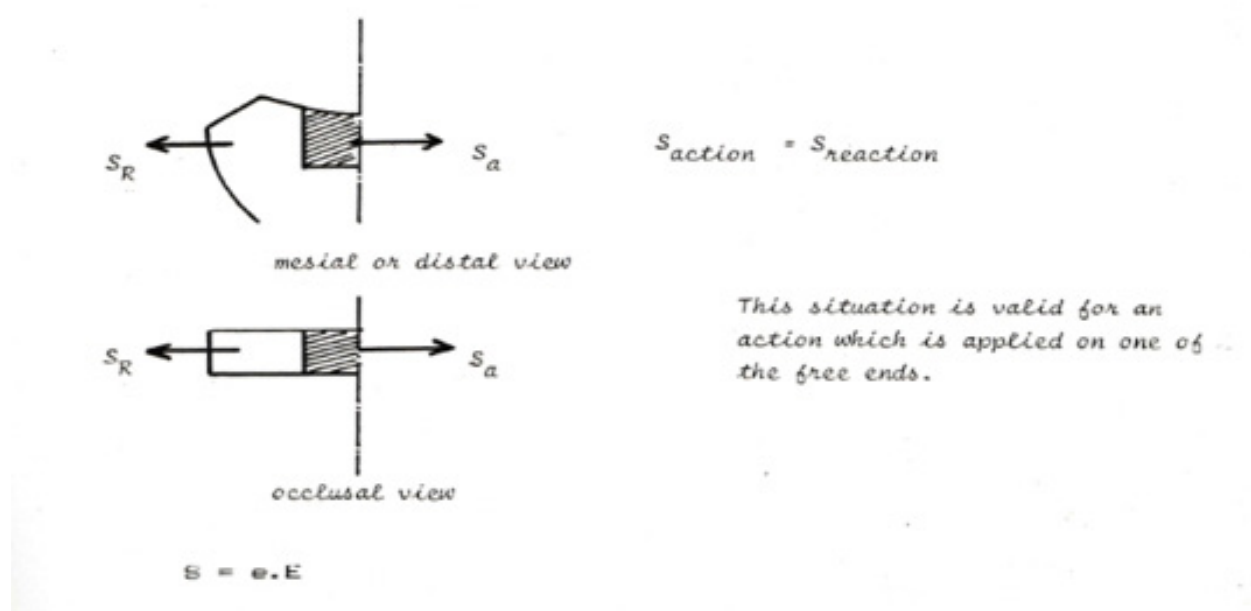 S_R
S_a
S_action = S_reaction
mesial or distal view
This situation is valid for an
action which is applied on one of
the free ends.
S_R
S_a
occlusal view
S = e.E